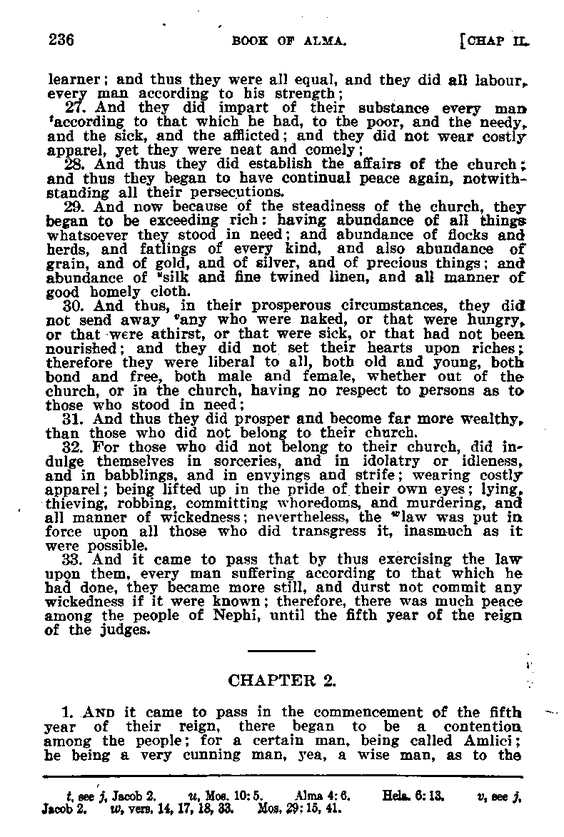 236 BOOK OF ALMA. [CHAP II.
learner; and thus they were all equal, and they did all labour,
every man according to his strength;
27. And they did impart of their substance every man
ᵗaccording to that which he had, to the poor, and the needy,
and the sick, and the afflicted; and they did not wear costly
apparel, yet they were neat and comely;
28. And thus they did establish the affairs of the church;
and thus they began to have continual peace again, notwith-
standing all their persecutions.
29. And now because of the steadiness of the church, they
began to be exceeding rich: having abundance of all things
whatsoever they stood in need; and abundance of flocks and
herds, and fatlings of every kind, and also abundance of
grain, and of gold, and of silver, and of precious things; and
abundance of ᵘsilk and fine twined linen, and all manner of
good homely cloth.
30. And thus, in their prosperous circumstances, they did
not send away ᵛany who were naked, or that were hungry,
or that were athirst, or that were sick, or that had not been
nourished; and they did not set their hearts upon riches;
therefore they were liberal to all, both old and young, both
bond and free, both male and female, whether out of the
church, or in the church, having no respect to persons as to
those who stood in need;
31. And thus they did prosper and become far more wealthy,
than those who did not belong to their church.
32. For those who did not belong to their church, did in-
dulge themselves in sorceries, and in idolatry or idleness,
and in babblings, and in envyings and strife; wearing costly
apparel; being lifted up in the pride of their own eyes; lying,
thieving, robbing, committing whoredoms, and murdering, and
all manner of wickedness; nevertheless, the ʷlaw was put in
force upon all those who did transgress it, inasmuch as it
were possible.
33. And it came to pass that by thus exercising the law
upon them, every man suffering according to that which he
had done, they became more still, and durst not commit any
wickedness if it were known; therefore, there was much peace
among the people of Nephi, until the fifth year of the reign
of the judges.
CHAPTER 2.
1. AND it came to pass in the commencement of the fifth
year of their reign, there began to be a contention
among the people; for a certain man, being called Amlici;
he being a very cunning man, yea, a wise man, as to the
t, see j, Jacob 2. u, Mos. 10:5. Alma 4:6. Hela. 6:13. v, see j,
Jacob 2. w, vers. 14, 17, 18, 33. Mos. 29:15, 41.